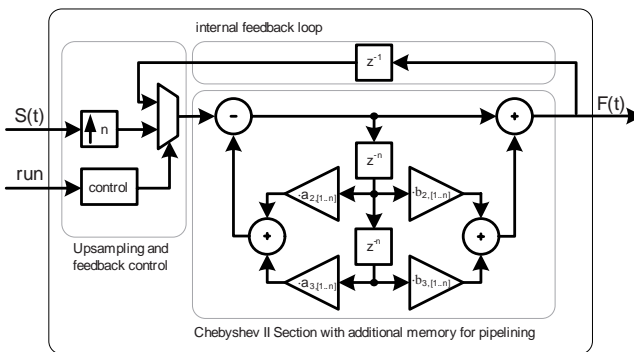 internal feedback loop
z-1
S(t)
n
F(t)
-
+
run
control
z-n
·a2,[1-n]
·b2,[1-n]
+
+
z-n
·a3,[1-n]
·b3,[1-n]
Upsampling and
feedback control
Chebyshev II Section with additional memory for pipelining